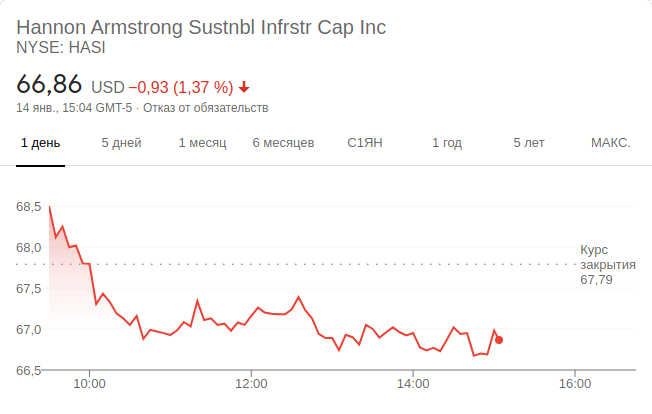 Hannon Armstrong Sustnbl Infrstr Cap Inc
NYSE: HASI
66,86 USD −0,93 (1,37 %)
14 янв., 15:04 GMT-5 · Отказ от обязательств
1 день 5 дней 1 месяц 6 месяцев С1ЯН 1 год 5 лет МАКС.
68,5
68,0
Курс
закрытия
67,79
67,5
67,0
66,5
10:00 12:00 14:00 16:00